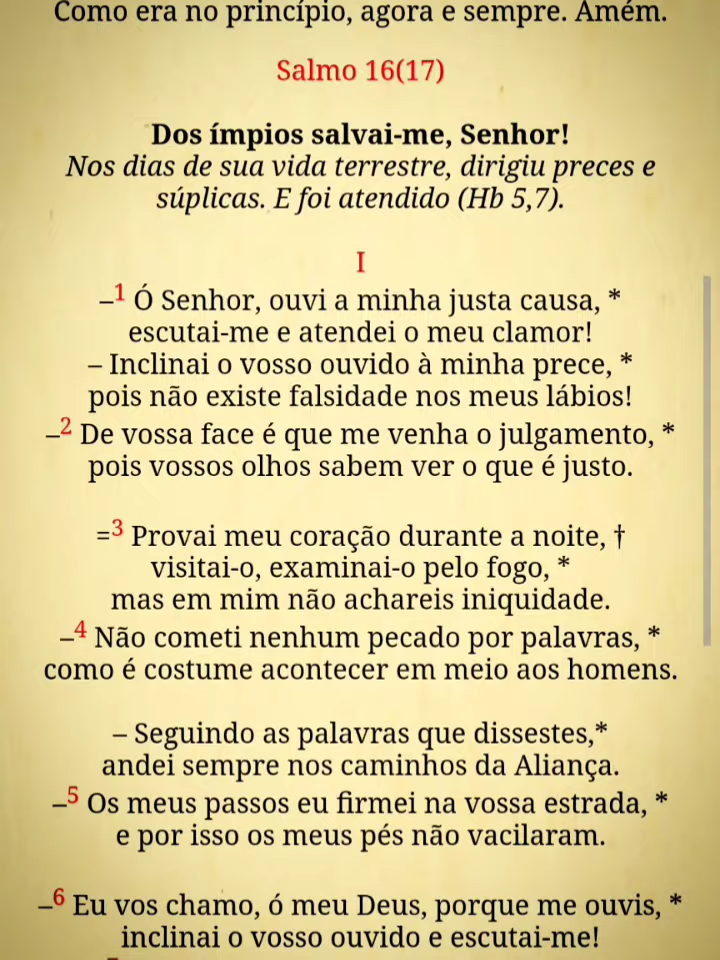 Como era no princípio, agora e sempre. Amém.
Salmo 16(17)
Dos ímpios salvai-me, Senhor!
Nos dias de sua vida terrestre, dirigiu preces e
súplicas. E foi atendido (Hb 5,7).
I
–1 Ó Senhor, ouvi a minha justa causa, *
escutai-me e atendei o meu clamor!
– Inclinai o vosso ouvido à minha prece, *
pois não existe falsidade nos meus lábios!
–2 De vossa face é que me venha o julgamento, *
pois vossos olhos sabem ver o que é justo.
=3 Provai meu coração durante a noite, †
visitai-o, examinai-o pelo fogo, *
mas em mim não achareis iniquidade.
–4 Não cometi nenhum pecado por palavras, *
como é costume acontecer em meio aos homens.
– Seguindo as palavras que dissestes,*
andei sempre nos caminhos da Aliança.
–5 Os meus passos eu firmei na vossa estrada, *
e por isso os meus pés não vacilaram.
–6 Eu vos chamo, ó meu Deus, porque me ouvis, *
inclinai o vosso ouvido e escutai-me!